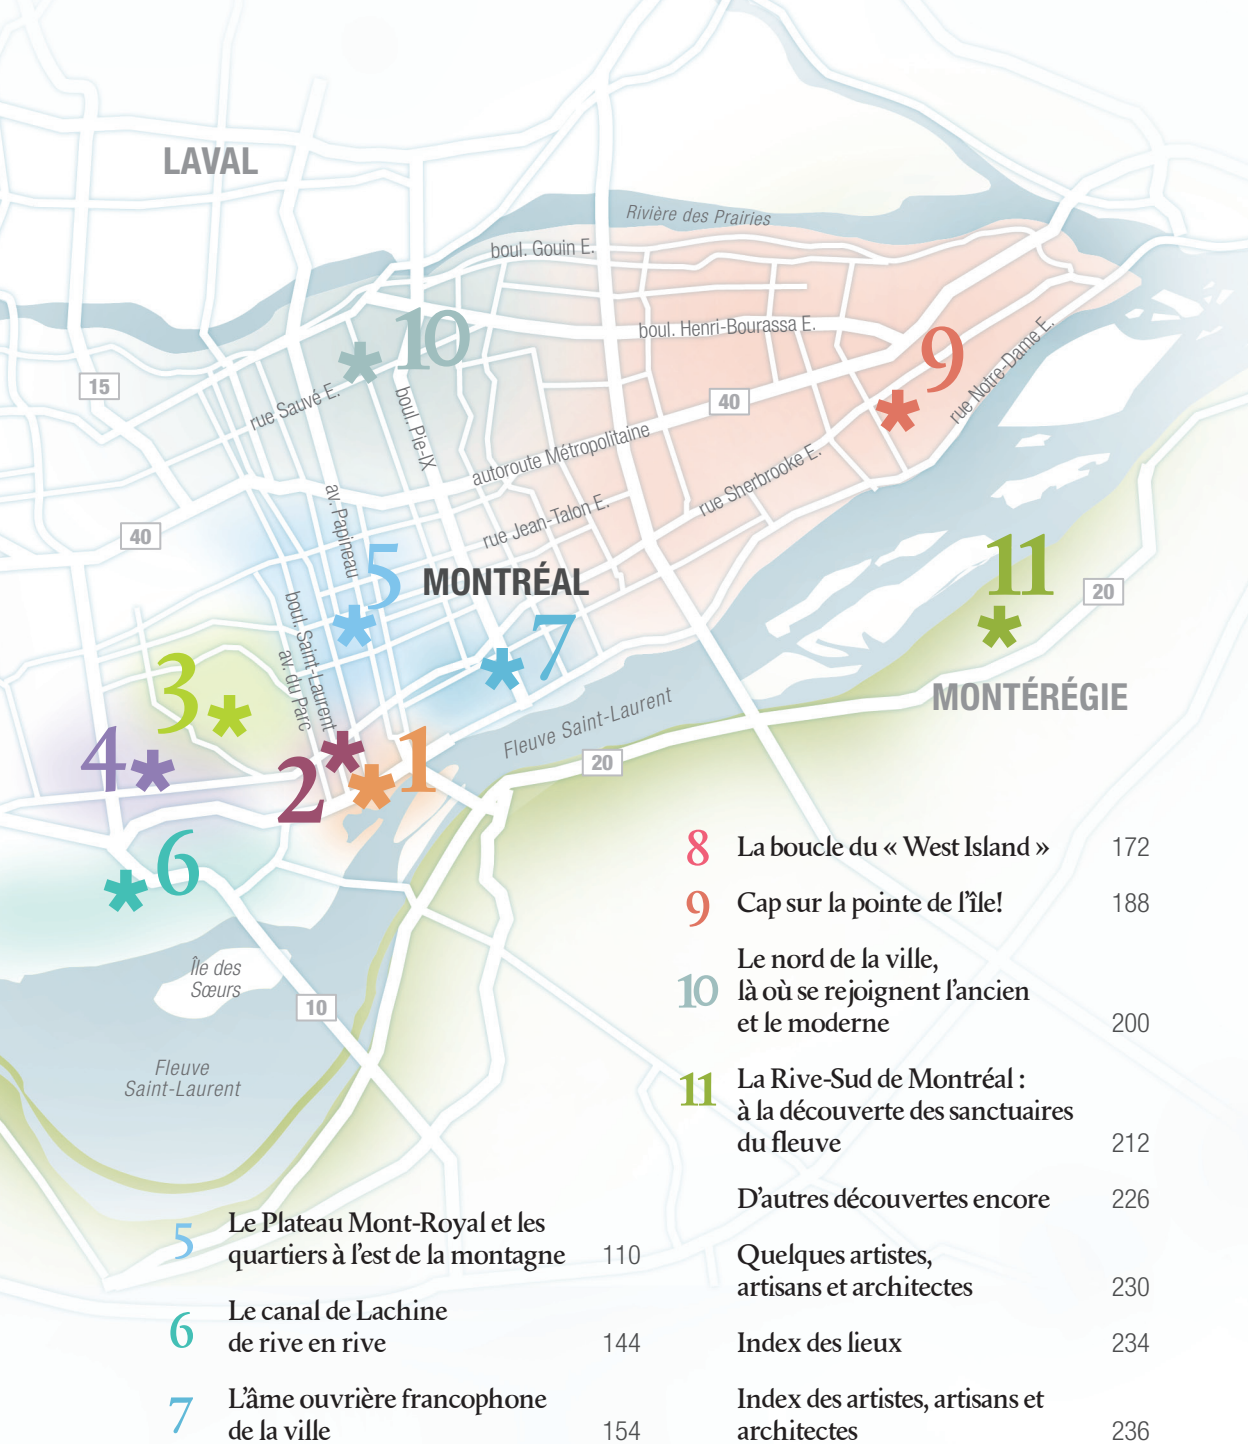 LAVAL
Rivière des Prairies
boul. Gouin E.
10
boul. Henri-Bourassa E.
9
15
rue Sauvé E.
boul. Pie-IX
40
rue Notre-Dame E.
autoroute Métropolitaine
rue Sherbrooke E.
av. Papineau
rue Jean-Talon E.
40
5
MONTRÉAL
11
20
boul. Saint-Laurent
av. du Parc
7
3
MONTÉRÉGIE
Fleuve Saint-Laurent
4
2
1
20
6
Île des
Sœurs
10
Fleuve
Saint-Laurent
5 Le Plateau Mont-Royal et les
quartiers à l'est de la montagne 110
6 Le canal de Lachine
de rive en rive 144
7 L'âme ouvrière francophone
de la ville 154
8 La boucle du « West Island » 172
9 Cap sur la pointe de l'île! 188
10 Le nord de la ville,
là où se rejoignent l'ancien
et le moderne 200
11 La Rive-Sud de Montréal :
à la découverte des sanctuaires
du fleuve 212
D'autres découvertes encore 226
Quelques artistes,
artisans et architectes 230
Index des lieux 234
Index des artistes, artisans et
architectes 236